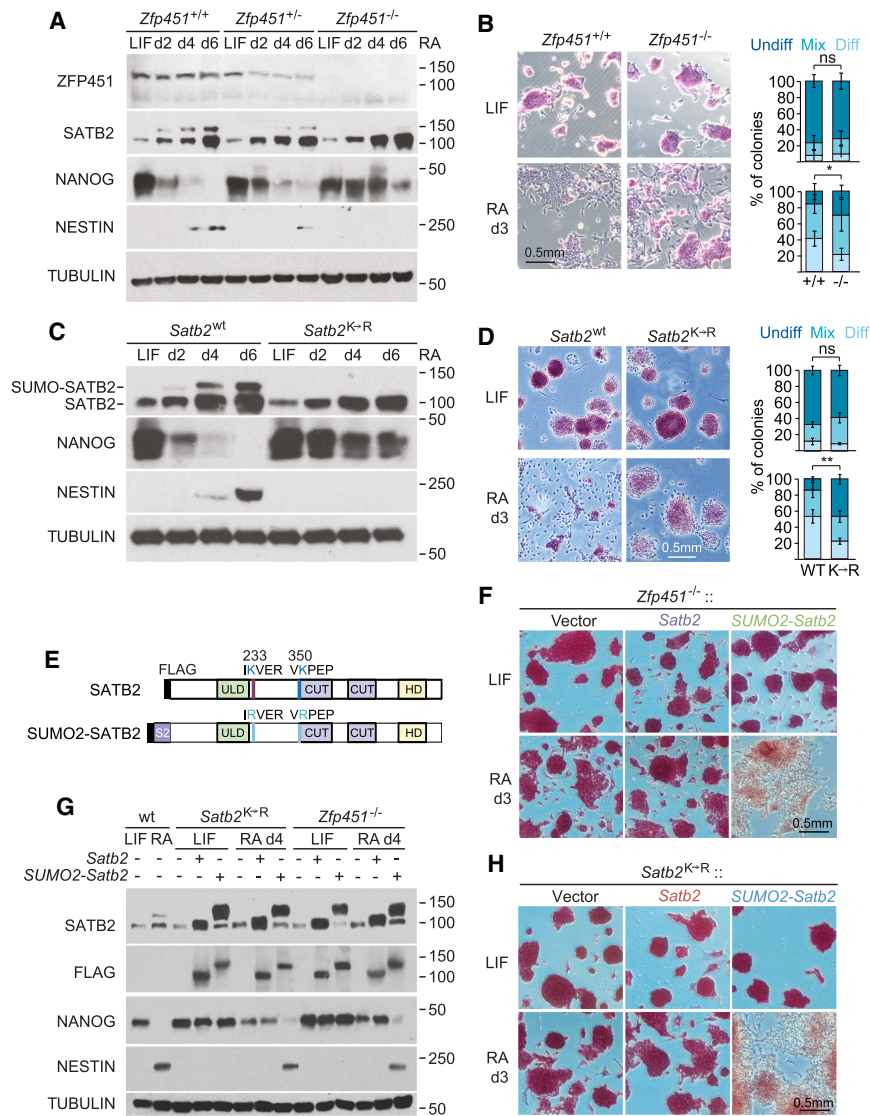 A
Zfp451+/+ Zfp451+/- Zfp451-/-
LIF d2 d4 d6 LIF d2 d4 d6 LIF d2 d4 d6 RA
ZFP451
150
100
SATB2
150
100
NANOG
50
NESTIN
250
TUBULIN
50
B
Zfp451+/+ Zfp451-/-
LIF
RA
d3
0.5mm
Undiff Mix Diff
ns
100
80
60
40
20
*
100
80
60
40
20
% of colonies
+/+ -/-
C
Satb2wt Satb2K→R
LIF d2 d4 d6 LIF d2 d4 d6 RA
SUMO-SATB2
SATB2
150
100
NANOG
50
NESTIN
250
TUBULIN
50
D
Satb2wt Satb2K→R
LIF
RA
d3
0.5mm
Undiff Mix Diff
ns
100
80
60
40
20
**
100
80
60
40
20
% of colonies
WT K→R
E
233 350
FLAG IKVER VKPEP
SATB2 ULD CUT CUT HD
IRVER VRPEP
SUMO2-SATB2 S2 ULD CUT CUT HD
F
Zfp451-/- ::
Vector Satb2 SUMO2-Satb2
LIF
RA
d3
0.5mm
G
wt Satb2K→R Zfp451-/-
LIF RA LIF RA d4 LIF RA d4
Satb2 - - - + - - + - - + - - + -
SUMO2-Satb2 - - - - + - - + - - + - - +
SATB2
150
100
FLAG
150
100
NANOG
50
NESTIN
250
TUBULIN
50
H
Satb2K→R ::
Vector Satb2 SUMO2-Satb2
LIF
RA
d3
0.5mm